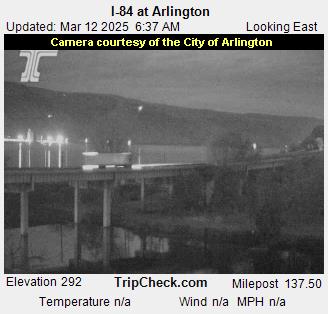 I-84 at Arlington
Updated: Mar 12 2025 6:37 AM Looking East
Camera courtesy of the City of Arlington
Elevation 292 TripCheck.com Milepost 137.50
Temperature n/a Wind n/a MPH n/a